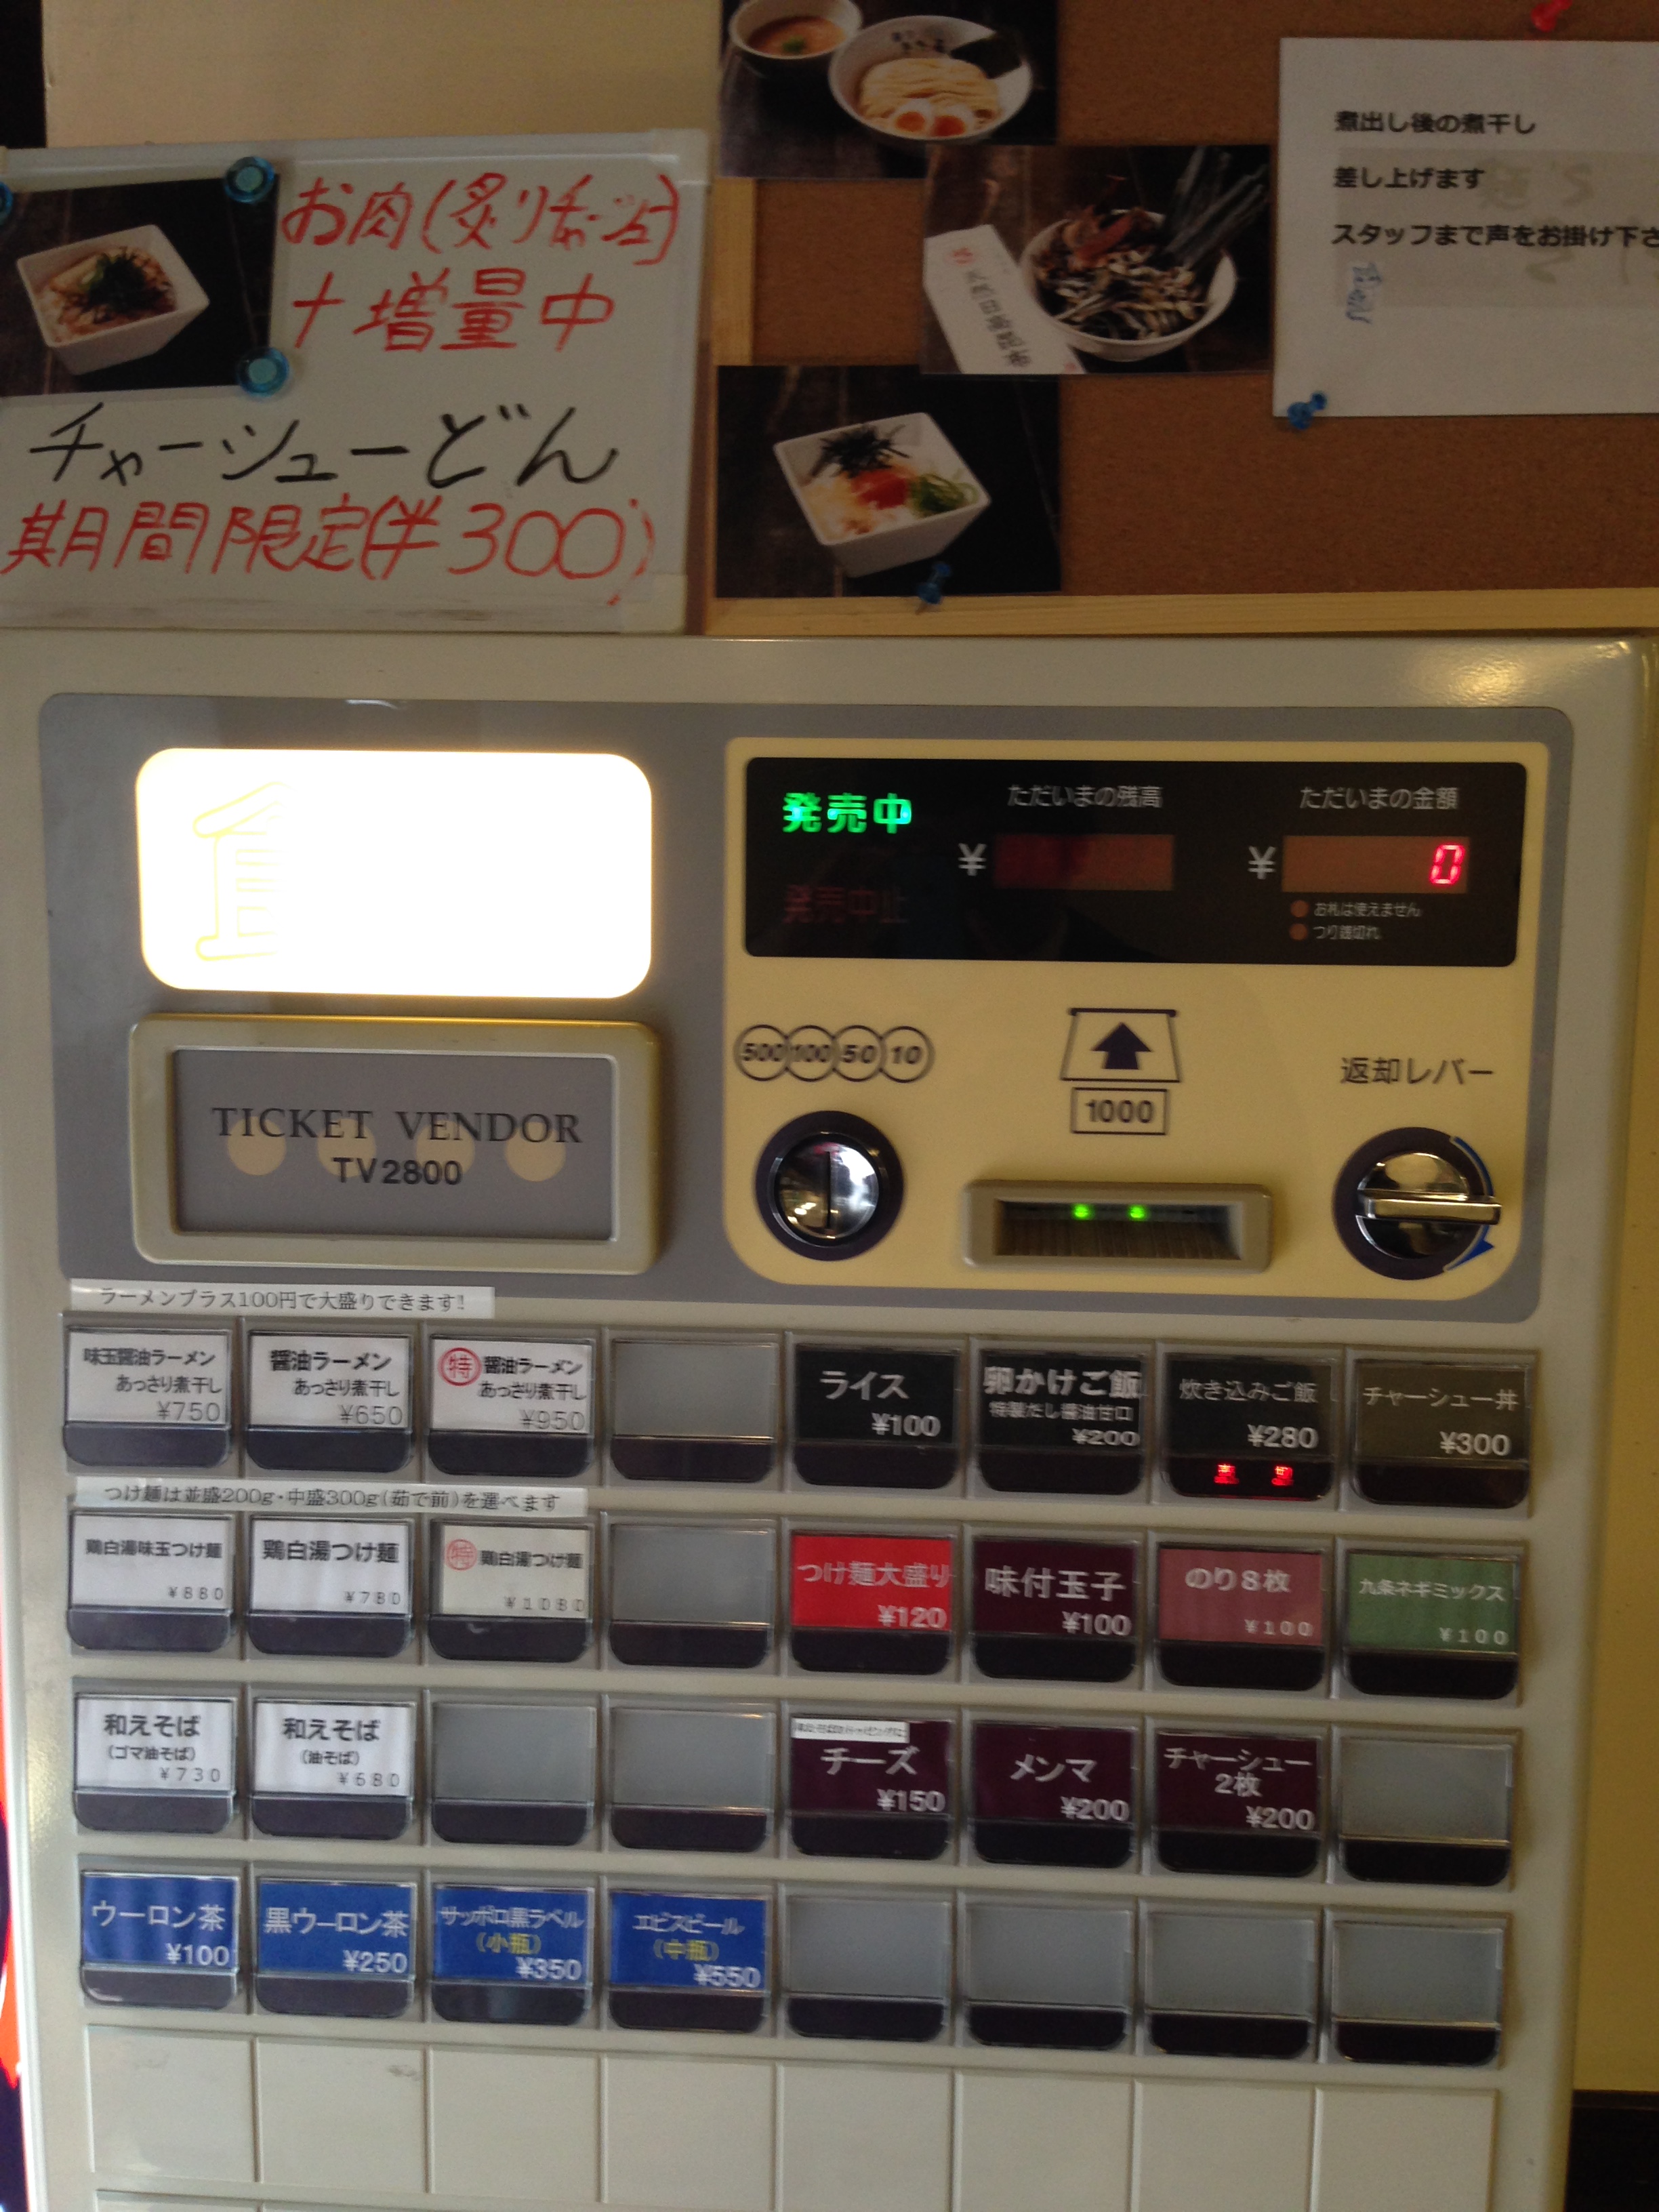 お肉(炙りチャーシュー)
増量中
チャーシューどん
期間限定(¥300)
煮出し後の煮干し
差し上げます
スタッフまで声をお掛け下さ
発売中
発売中止
ただいまの残高
¥
ただいまの金額
¥ 0
お札は使えません
つり銭切れ
500 100 50 10
1000
返却レバー
TICKET VENDOR
TV2800
ラーメンプラス100円で大盛りできます!
味玉醤油ラーメン
あっさり煮干し
¥750
醤油ラーメン
あっさり煮干し
¥650
特 醤油ラーメン
あっさり煮干し
¥950
ライス
¥100
卵かけご飯
特製だし醤油甘口
¥200
炊き込みご飯
¥280
売 切
チャーシュー丼
¥300
つけ麺は並盛200g・中盛300g(茹で前)を選べます
鶏白湯味玉つけ麺
¥880
鶏白湯つけ麺
¥780
特 鶏白湯つけ麺
¥1080
つけ麺大盛り
¥120
味付玉子
¥100
のり8枚
¥100
九条ネギミックス
¥100
和えそば
(ゴマ油そば)
¥730
和えそば
(油そば)
¥680
チーズ
¥150
メンマ
¥200
チャーシュー
2枚
¥200
ウーロン茶
¥100
黒ウーロン茶
¥250
サッポロ黒ラベル
(小瓶)
¥350
エビスビール
(中瓶)
¥550